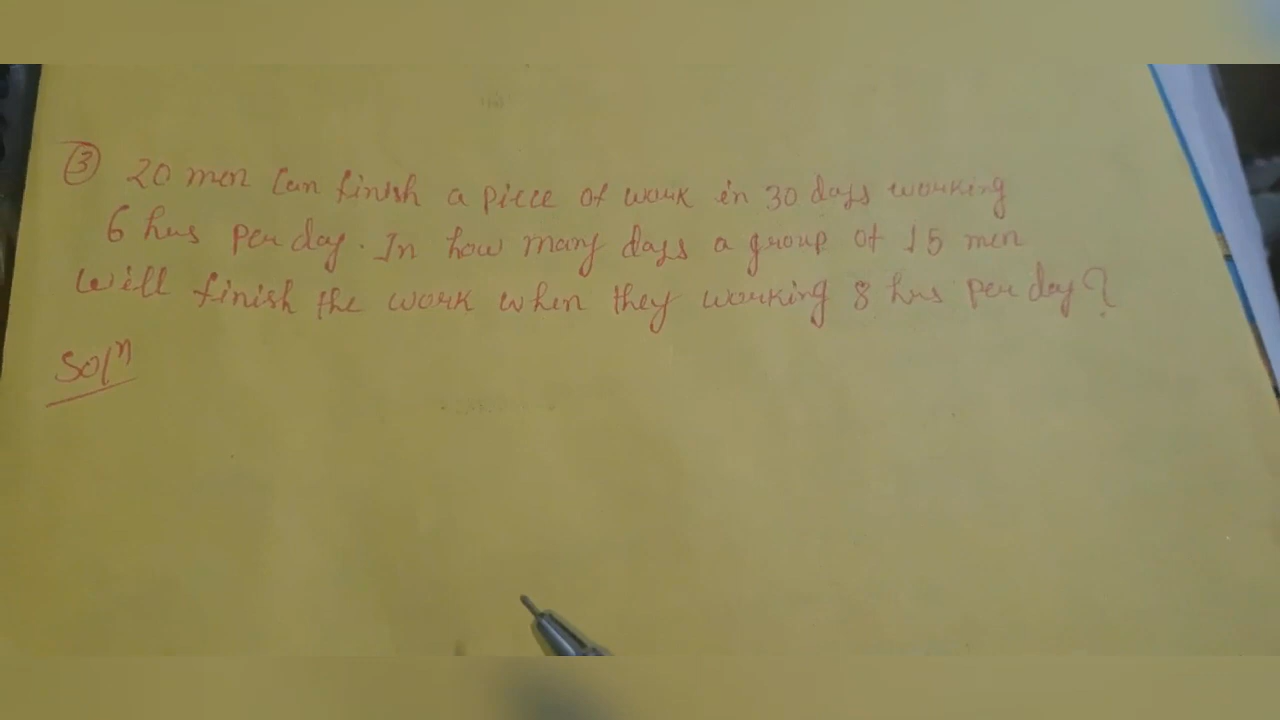 ③ 20 men can finish a piece of work in 30 days working
6 hrs per day. In how many days a group of 15 men
will finish the work when they working 8 hrs per day?
Solⁿ